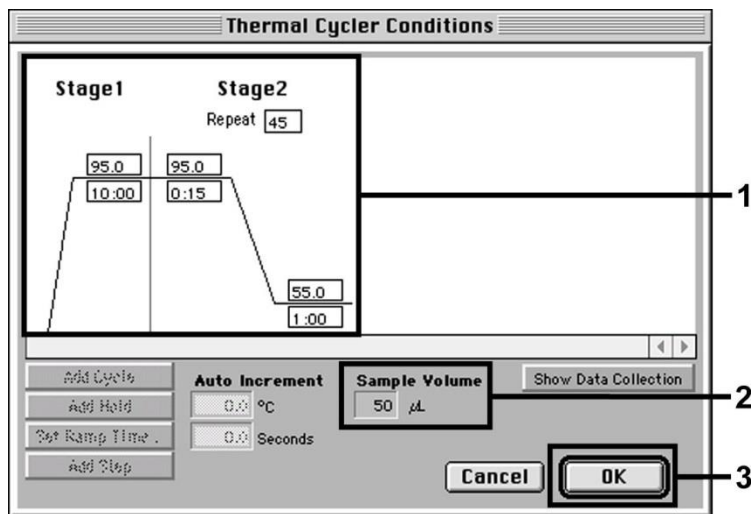 Thermal Cycler Conditions
Stage1 Stage2
Repeat 45
95.0 95.0
10:00 0:15
1
55.0
1:00
Add Cycle
Auto Increment
Sample Volume
Show Data Collection
Add Hold
0.0 °C
50 µL
2
Set Ramp Time .
0.0 Seconds
Add Step
Cancel
OK
3